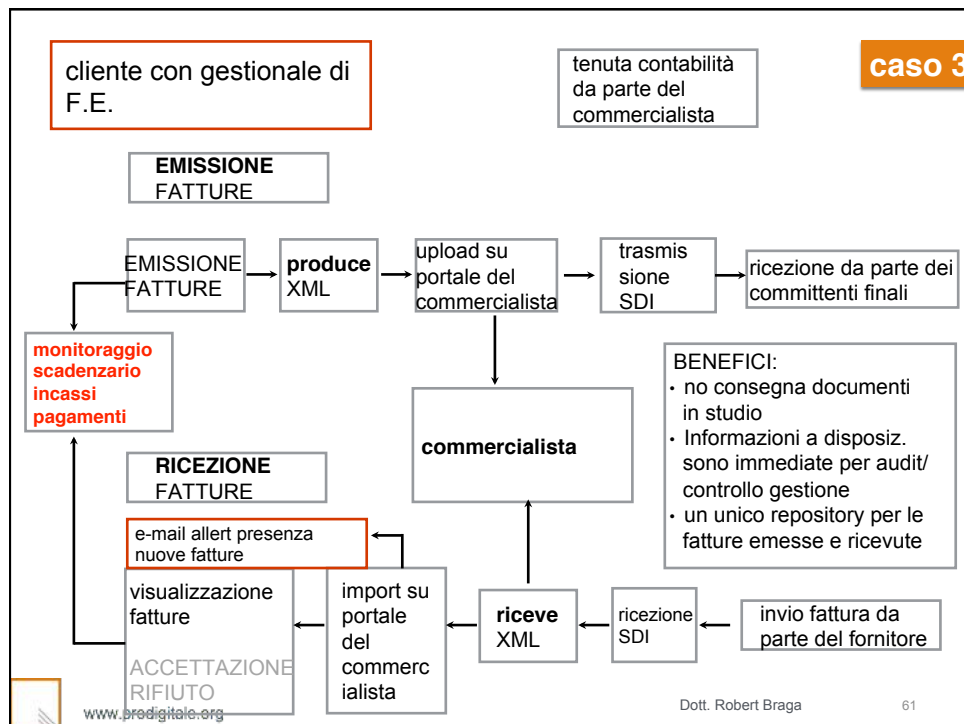 cliente con gestionale di
F.E.
tenuta contabilità
da parte del
commercialista
caso 3
EMISSIONE
FATTURE
EMISSIONE
FATTURE
produce
XML
upload su
portale del
commercialista
trasmis
sione
SDI
ricezione da parte dei
committenti finali
monitoraggio
scadenzario
incassi
pagamenti
commercialista
BENEFICI:
• no consegna documenti
in studio
• Informazioni a disposiz.
sono immediate per audit/
controllo gestione
• un unico repository per le
fatture emesse e ricevute
RICEZIONE
FATTURE
e-mail allert presenza
nuove fatture
visualizzazione
fatture
ACCETTAZIONE
RIFIUTO
import su
portale
del
commerc
ialista
riceve
XML
ricezione
SDI
invio fattura da
parte del fornitore
www.prodigitale.org
Dott. Robert Braga
61